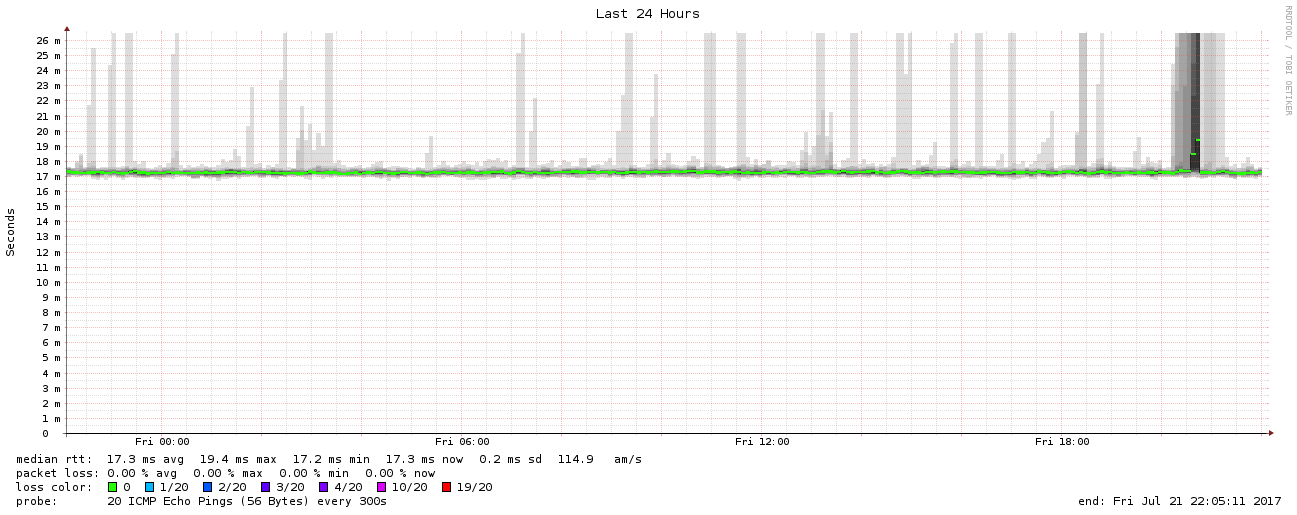 Last 24 Hours
RRDTOOL / TOBI OETIKER
26 m
25 m
24 m
23 m
22 m
21 m
20 m
19 m
18 m
17 m
16 m
15 m
14 m
13 m
12 m
11 m
10 m
9 m
8 m
7 m
6 m
5 m
4 m
3 m
2 m
1 m
0
Seconds
Fri 00:00 Fri 06:00 Fri 12:00 Fri 18:00
median rtt: 17.3 ms avg 19.4 ms max 17.2 ms min 17.3 ms now 0.2 ms sd 114.9 am/s
packet loss: 0.00 % avg 0.00 % max 0.00 % min 0.00 % now
loss color: 0 1/20 2/20 3/20 4/20 10/20 19/20
probe: 20 ICMP Echo Pings (56 Bytes) every 300s end: Fri Jul 21 22:05:11 2017